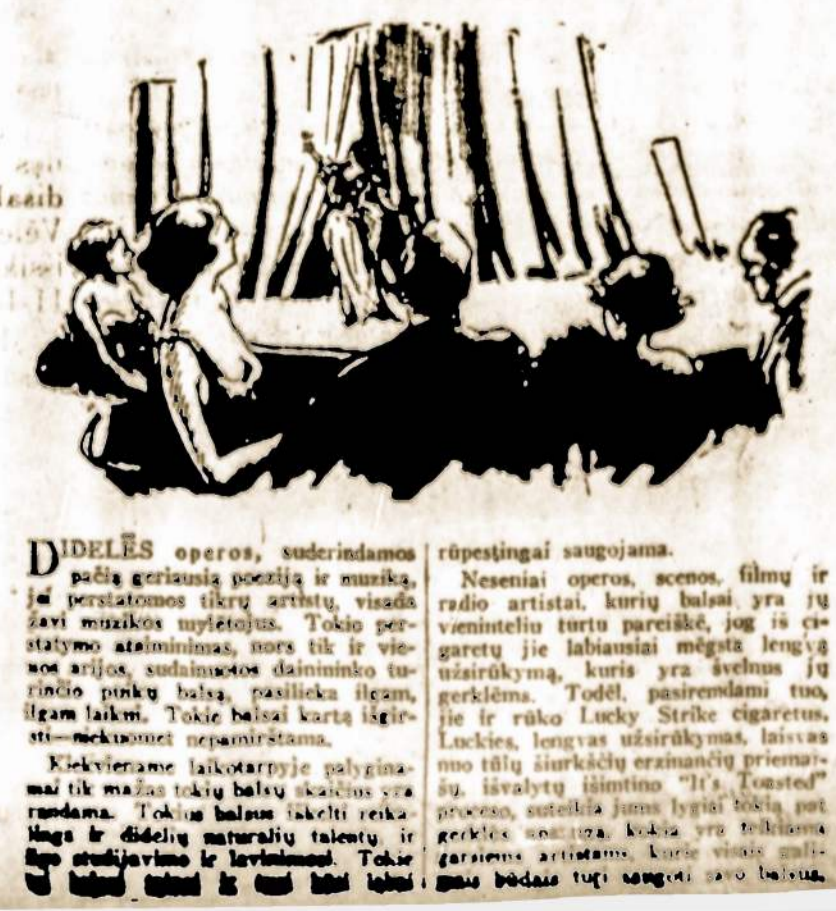 DIDELĖS operos, suderindamos
pačią geriausią poeziją ir muziką,
jei perstatomos tikrų artistų, visada
žavi muzikos mylėtojus. Tokio per-
statymo atsiminimas, nors tik ir vie-
nos arijos, sudainuotos dainininko tu-
rinčio puikų balsą, pasilieka ilgam,
ilgam laikui. Tokie balsai kartą išgir-
sti—niekuomet nepamirštama.
Kiekviename laikotarpyje palygina-
mai tik mažas tokių balsų skaičius yra
randama. Tokius balsus iškelti reika-
linga ir didelių naturalių talentų ir
ilgo studijavimo ir lavinimosi. Tokie
ir turi būti labai
rūpestingai saugojama.
Neseniai operos, scenos, filmų ir
radio artistai, kurių balsai yra jų
vieninteliu turtu pareiškė, jog iš ci-
garetų jie labiausiai mėgsta lengvą
užsirūkymą, kuris yra švelnus jų
gerklėms. Todėl, pasiremdami tuo,
jie ir rūko Lucky Strike cigaretus.
Luckies, lengvas užsirūkymas, laisvas
nuo tūlų šiurkščių erzinančių priemai-
šų, išvalytų išimtino "It's Toasted"
proceso, suteikia jums lygiai tokią pat
gerklės apsaugą, kokia yra teikiama
garsiems artistams, kurie visais gali-
mais būdais turi saugoti savo balsus.